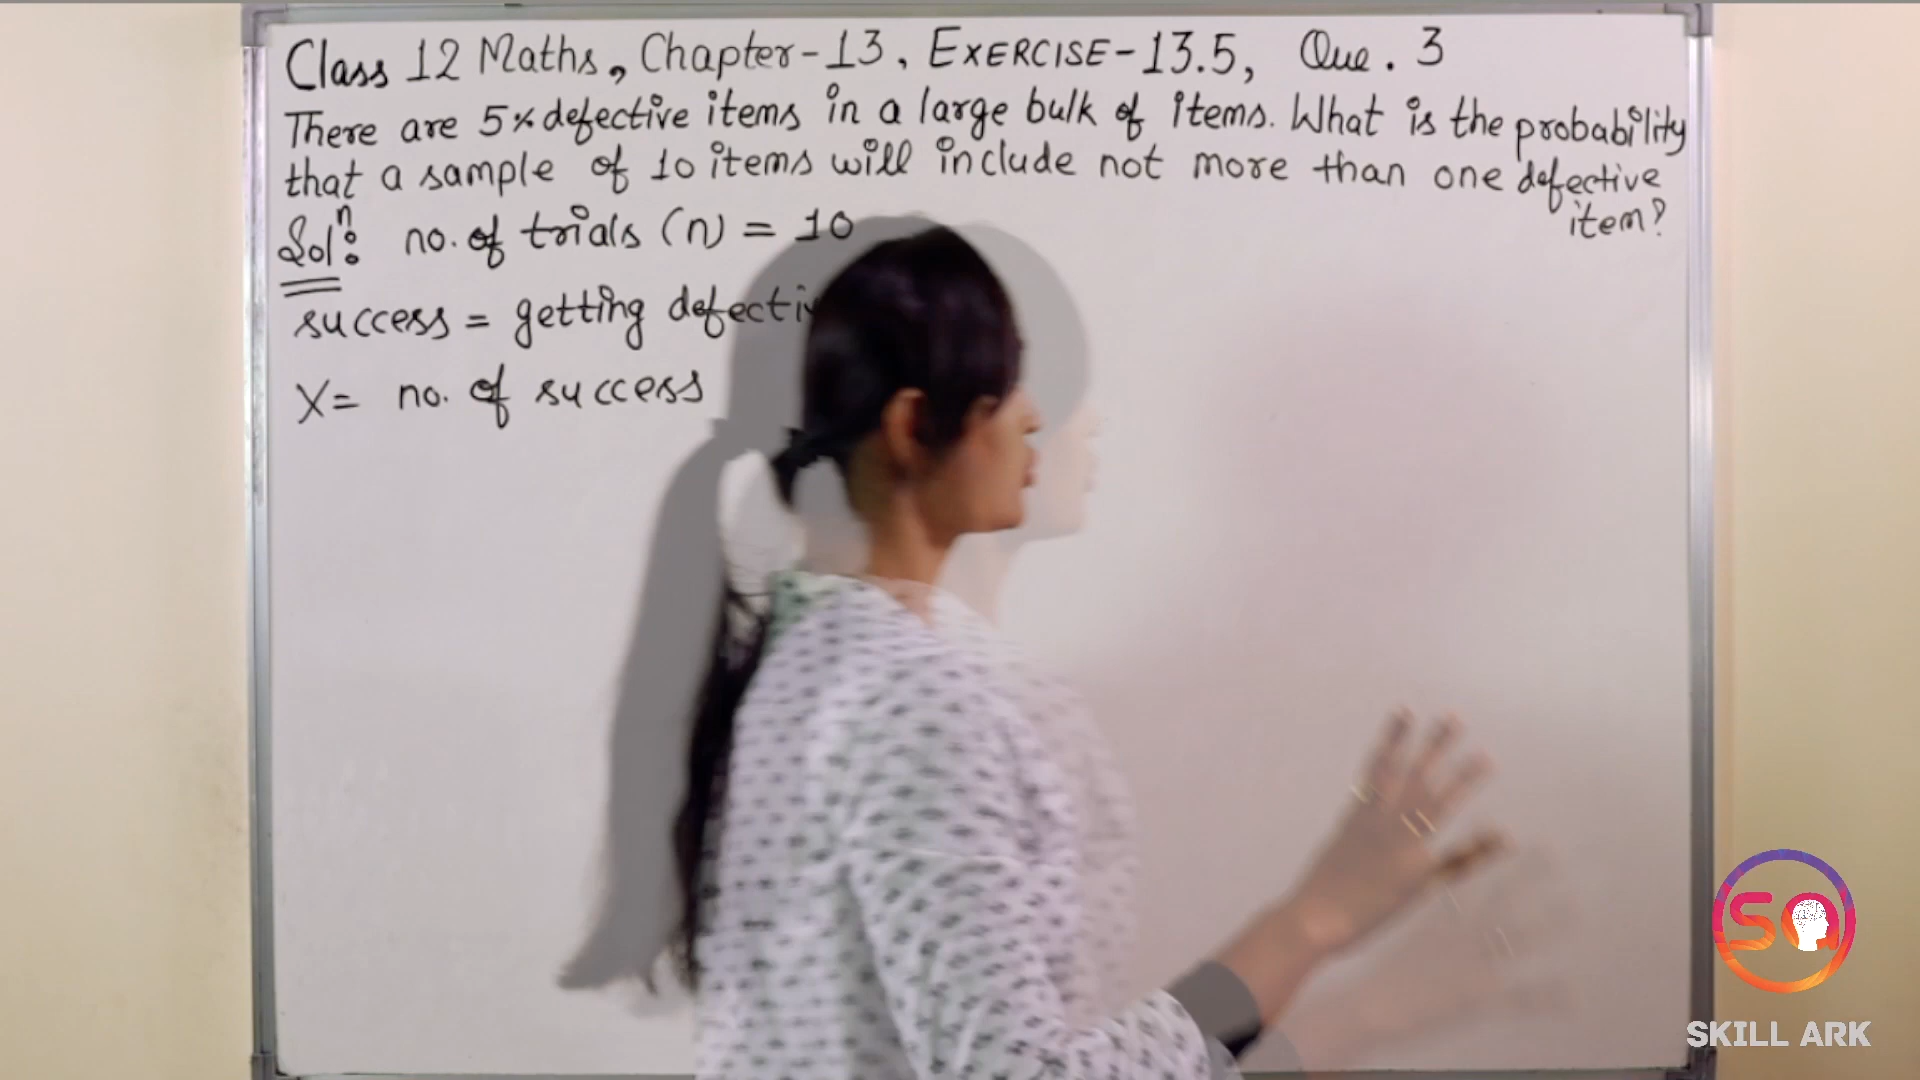 Class 12 Maths, Chapter-13, EXERCISE-13.5, Que. 3
There are 5% defective items in a large bulk of items. What is the probability
that a sample of 10 items will include not more than one defective
item?
Solⁿ: no. of trials (n) = 10
success = getting
X = no. of success
SA
SKILL ARK